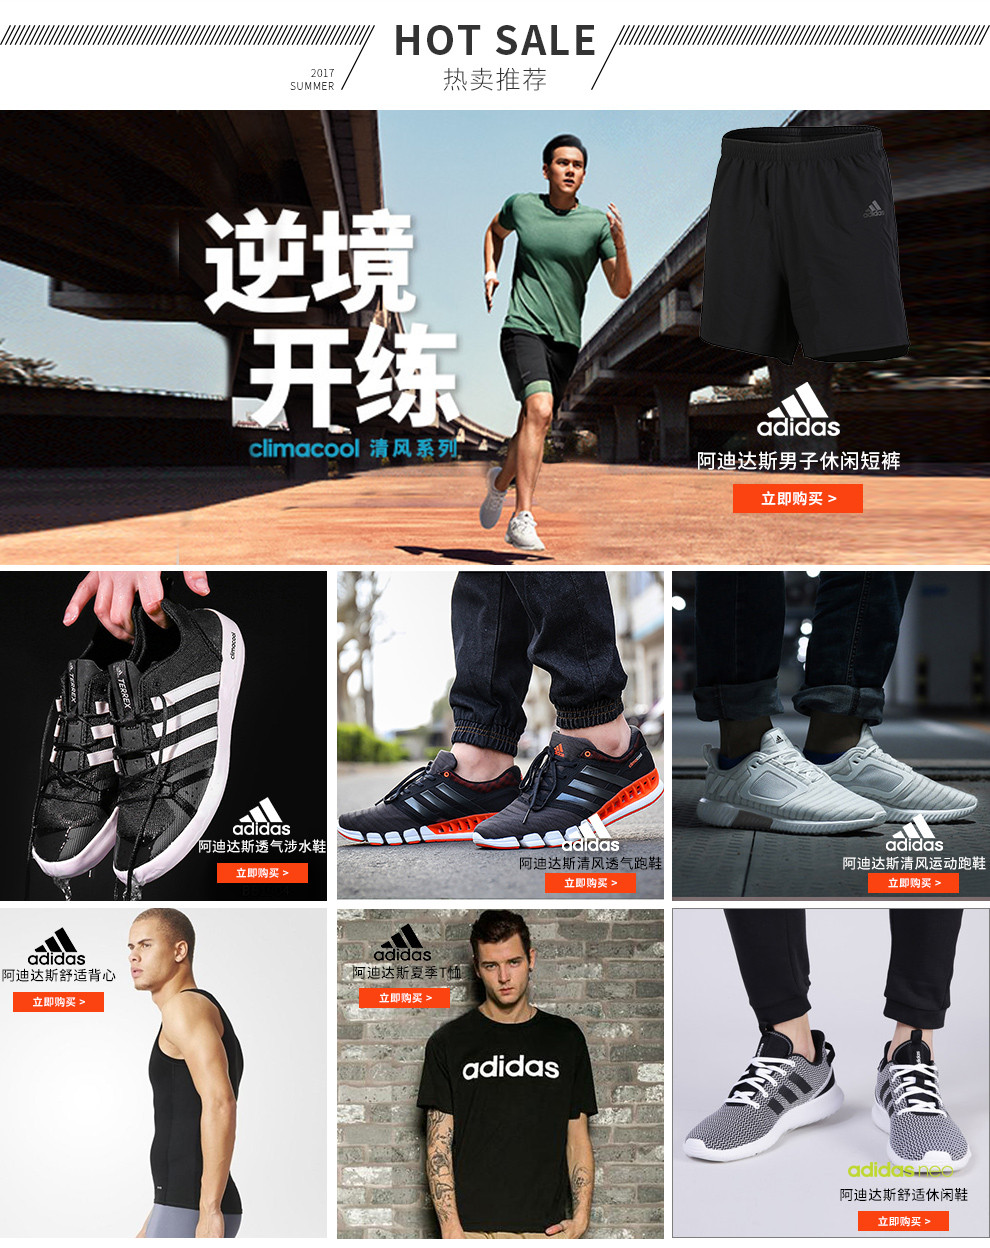 HOT SALE
2017
SUMMER
热卖推荐
逆境
开练
climacool 清风系列
adidas
adidas
阿迪达斯男子休闲短裤
立即购买 >
climacool
TERREX
TERREX
adidas
阿迪达斯透气涉水鞋
立即购买 >
adidas
阿迪达斯清风透气跑鞋
立即购买 >
adidas
阿迪达斯清风运动跑鞋
立即购买 >
adidas
阿迪达斯舒适背心
立即购买 >
adidas
阿迪达斯夏季T恤
立即购买 >
adidas
adidas neo
阿迪达斯舒适休闲鞋
立即购买 >